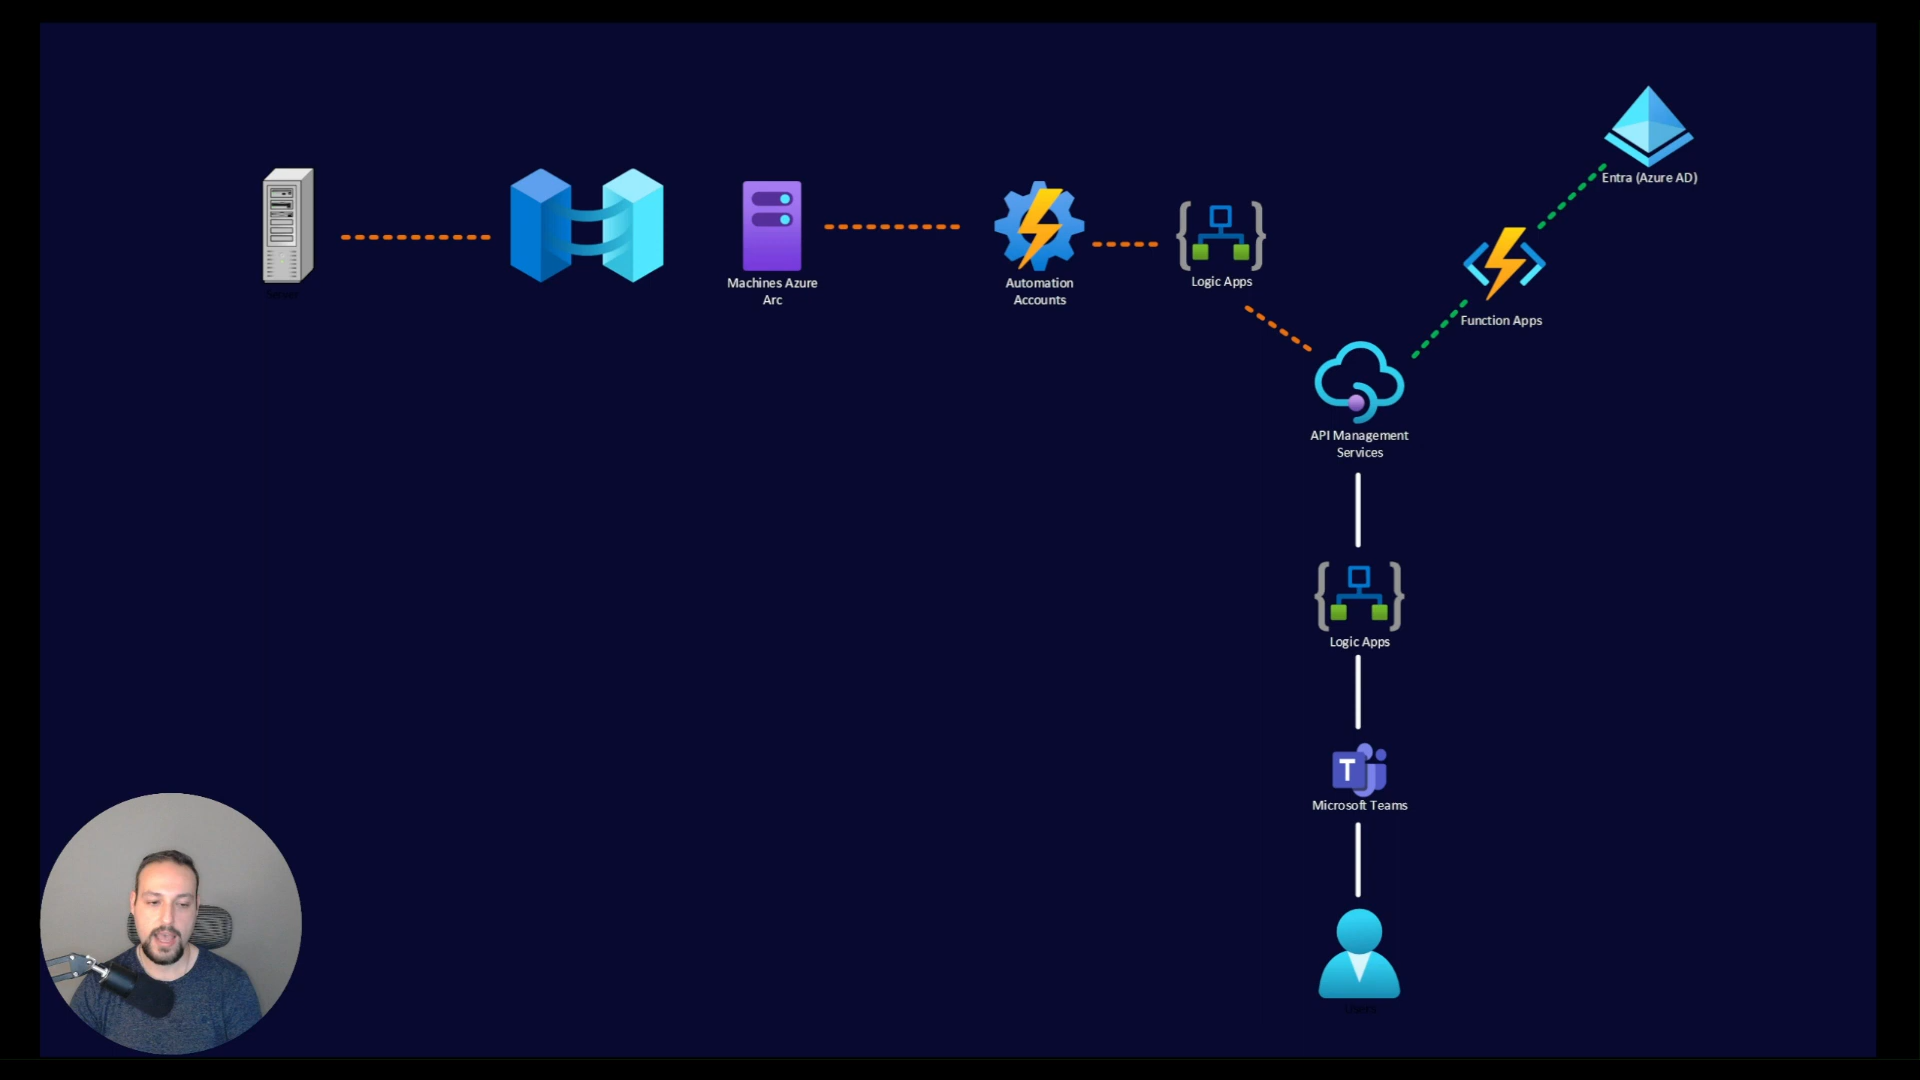 Entra (Azure AD)
Machines Azure
Arc
Automation
Accounts
Logic Apps
Function Apps
API Management
Services
Logic Apps
T
Microsoft Teams
Users